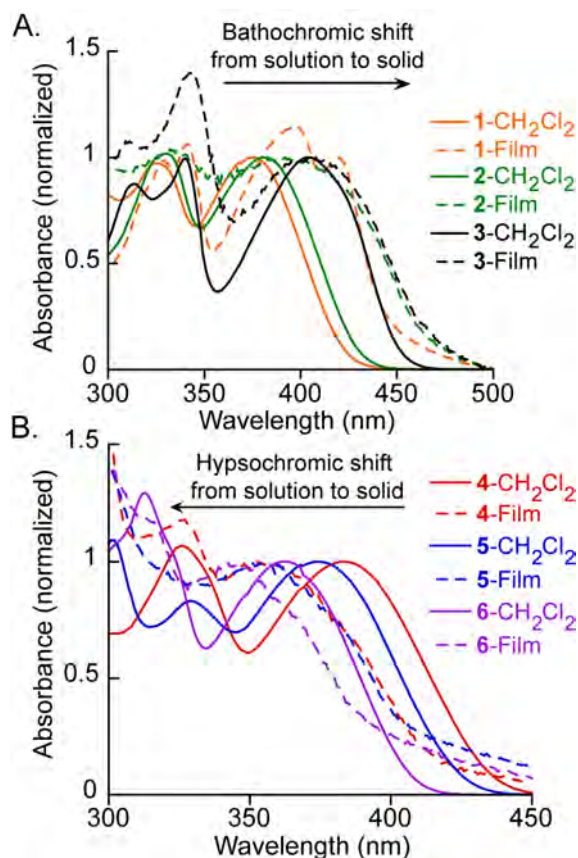 A.
Bathochromic shift
from solution to solid
1-CH₂Cl₂
1-Film
2-CH₂Cl₂
2-Film
3-CH₂Cl₂
3-Film
Absorbance (normalized)
1.5
1
0.5
0
300 350 400 450 500
Wavelength (nm)
B.
Hypsochromic shift
from solution to solid
4-CH₂Cl₂
4-Film
5-CH₂Cl₂
5-Film
6-CH₂Cl₂
6-Film
Absorbance (normalized)
1.5
1
0.5
0
300 350 400 450
Wavelength (nm)